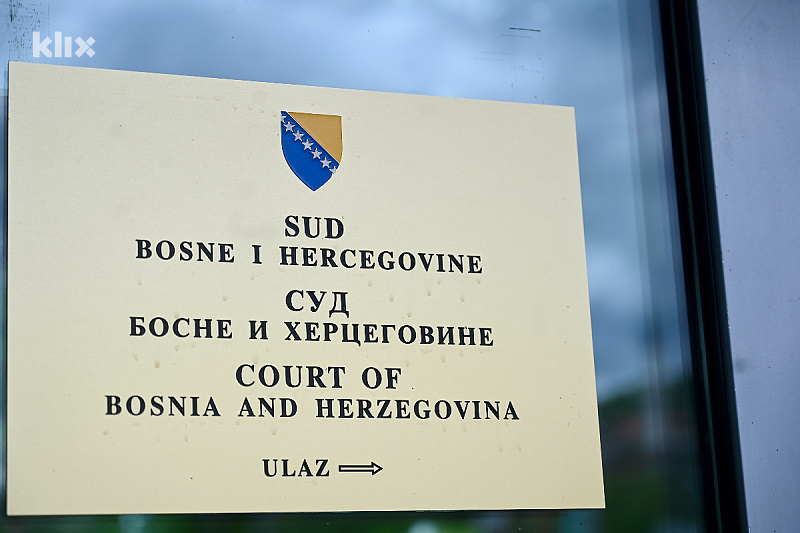 klix
SUD
BOSNE I HERCEGOVINE
СУД
БОСНЕ И ХЕРЦЕГОВИНЕ
COURT OF
BOSNIA AND HERZEGOVINA
ULAZ